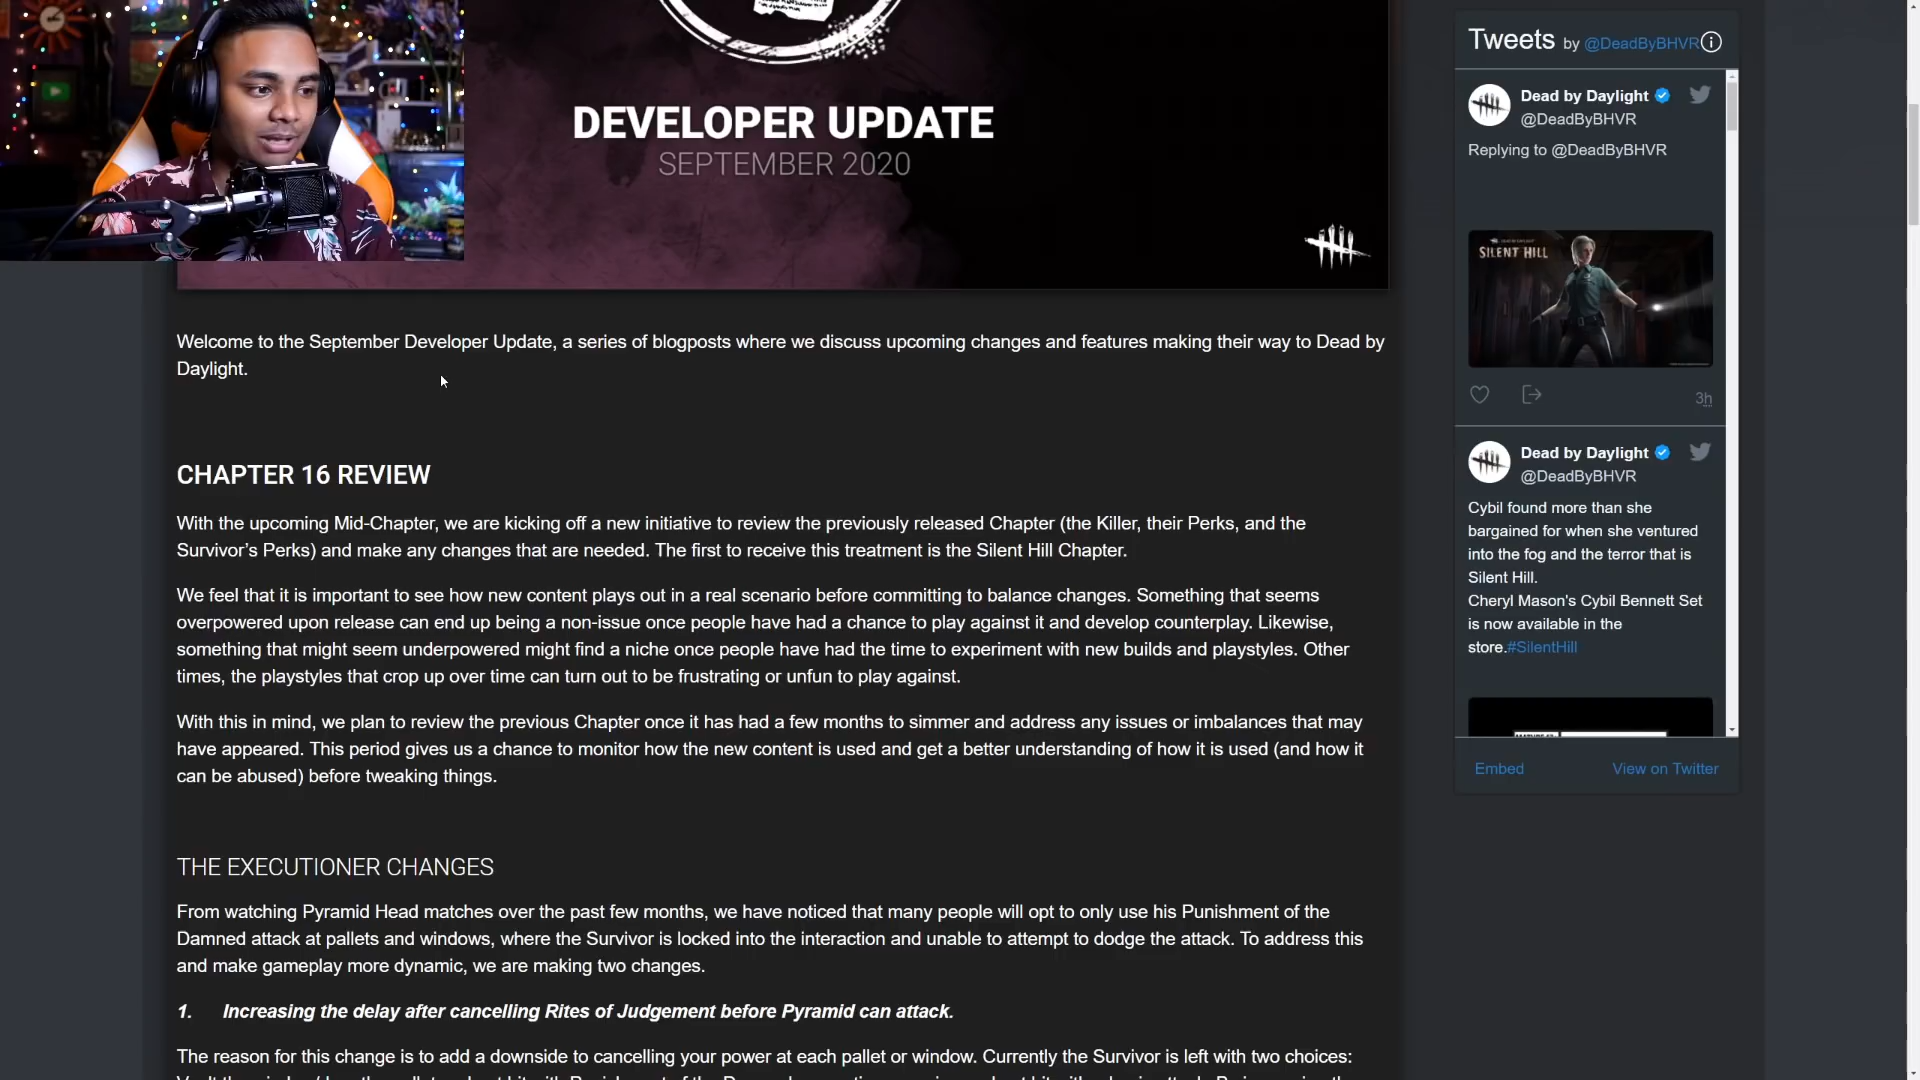 DEVELOPER UPDATE
SEPTEMBER 2020
Welcome to the September Developer Update, a series of blogposts where we discuss upcoming changes and features making their way to Dead by
Daylight.
CHAPTER 16 REVIEW
With the upcoming Mid-Chapter, we are kicking off a new initiative to review the previously released Chapter (the Killer, their Perks, and the
Survivor's Perks) and make any changes that are needed. The first to receive this treatment is the Silent Hill Chapter.
We feel that it is important to see how new content plays out in a real scenario before committing to balance changes. Something that seems
overpowered upon release can end up being a non-issue once people have had a chance to play against it and develop counterplay. Likewise,
something that might seem underpowered might find a niche once people have had the time to experiment with new builds and playstyles. Other
times, the playstyles that crop up over time can turn out to be frustrating or unfun to play against.
With this in mind, we plan to review the previous Chapter once it has had a few months to simmer and address any issues or imbalances that may
have appeared. This period gives us a chance to monitor how the new content is used and get a better understanding of how it is used (and how it
can be abused) before tweaking things.
THE EXECUTIONER CHANGES
From watching Pyramid Head matches over the past few months, we have noticed that many people will opt to only use his Punishment of the
Damned attack at pallets and windows, where the Survivor is locked into the interaction and unable to attempt to dodge the attack. To address this
and make gameplay more dynamic, we are making two changes.
1. Increasing the delay after cancelling Rites of Judgement before Pyramid can attack.
The reason for this change is to add a downside to cancelling your power at each pallet or window. Currently the Survivor is left with two choices:
Tweets by @DeadByBHVR
Dead by Daylight
@DeadByBHVR
Replying to @DeadByBHVR
SILENT HILL
3h
Dead by Daylight
@DeadByBHVR
Cybil found more than she
bargained for when she ventured
into the fog and the terror that is
Silent Hill.
Cheryl Mason's Cybil Bennett Set
is now available in the
store.#SilentHill
Embed
View on Twitter